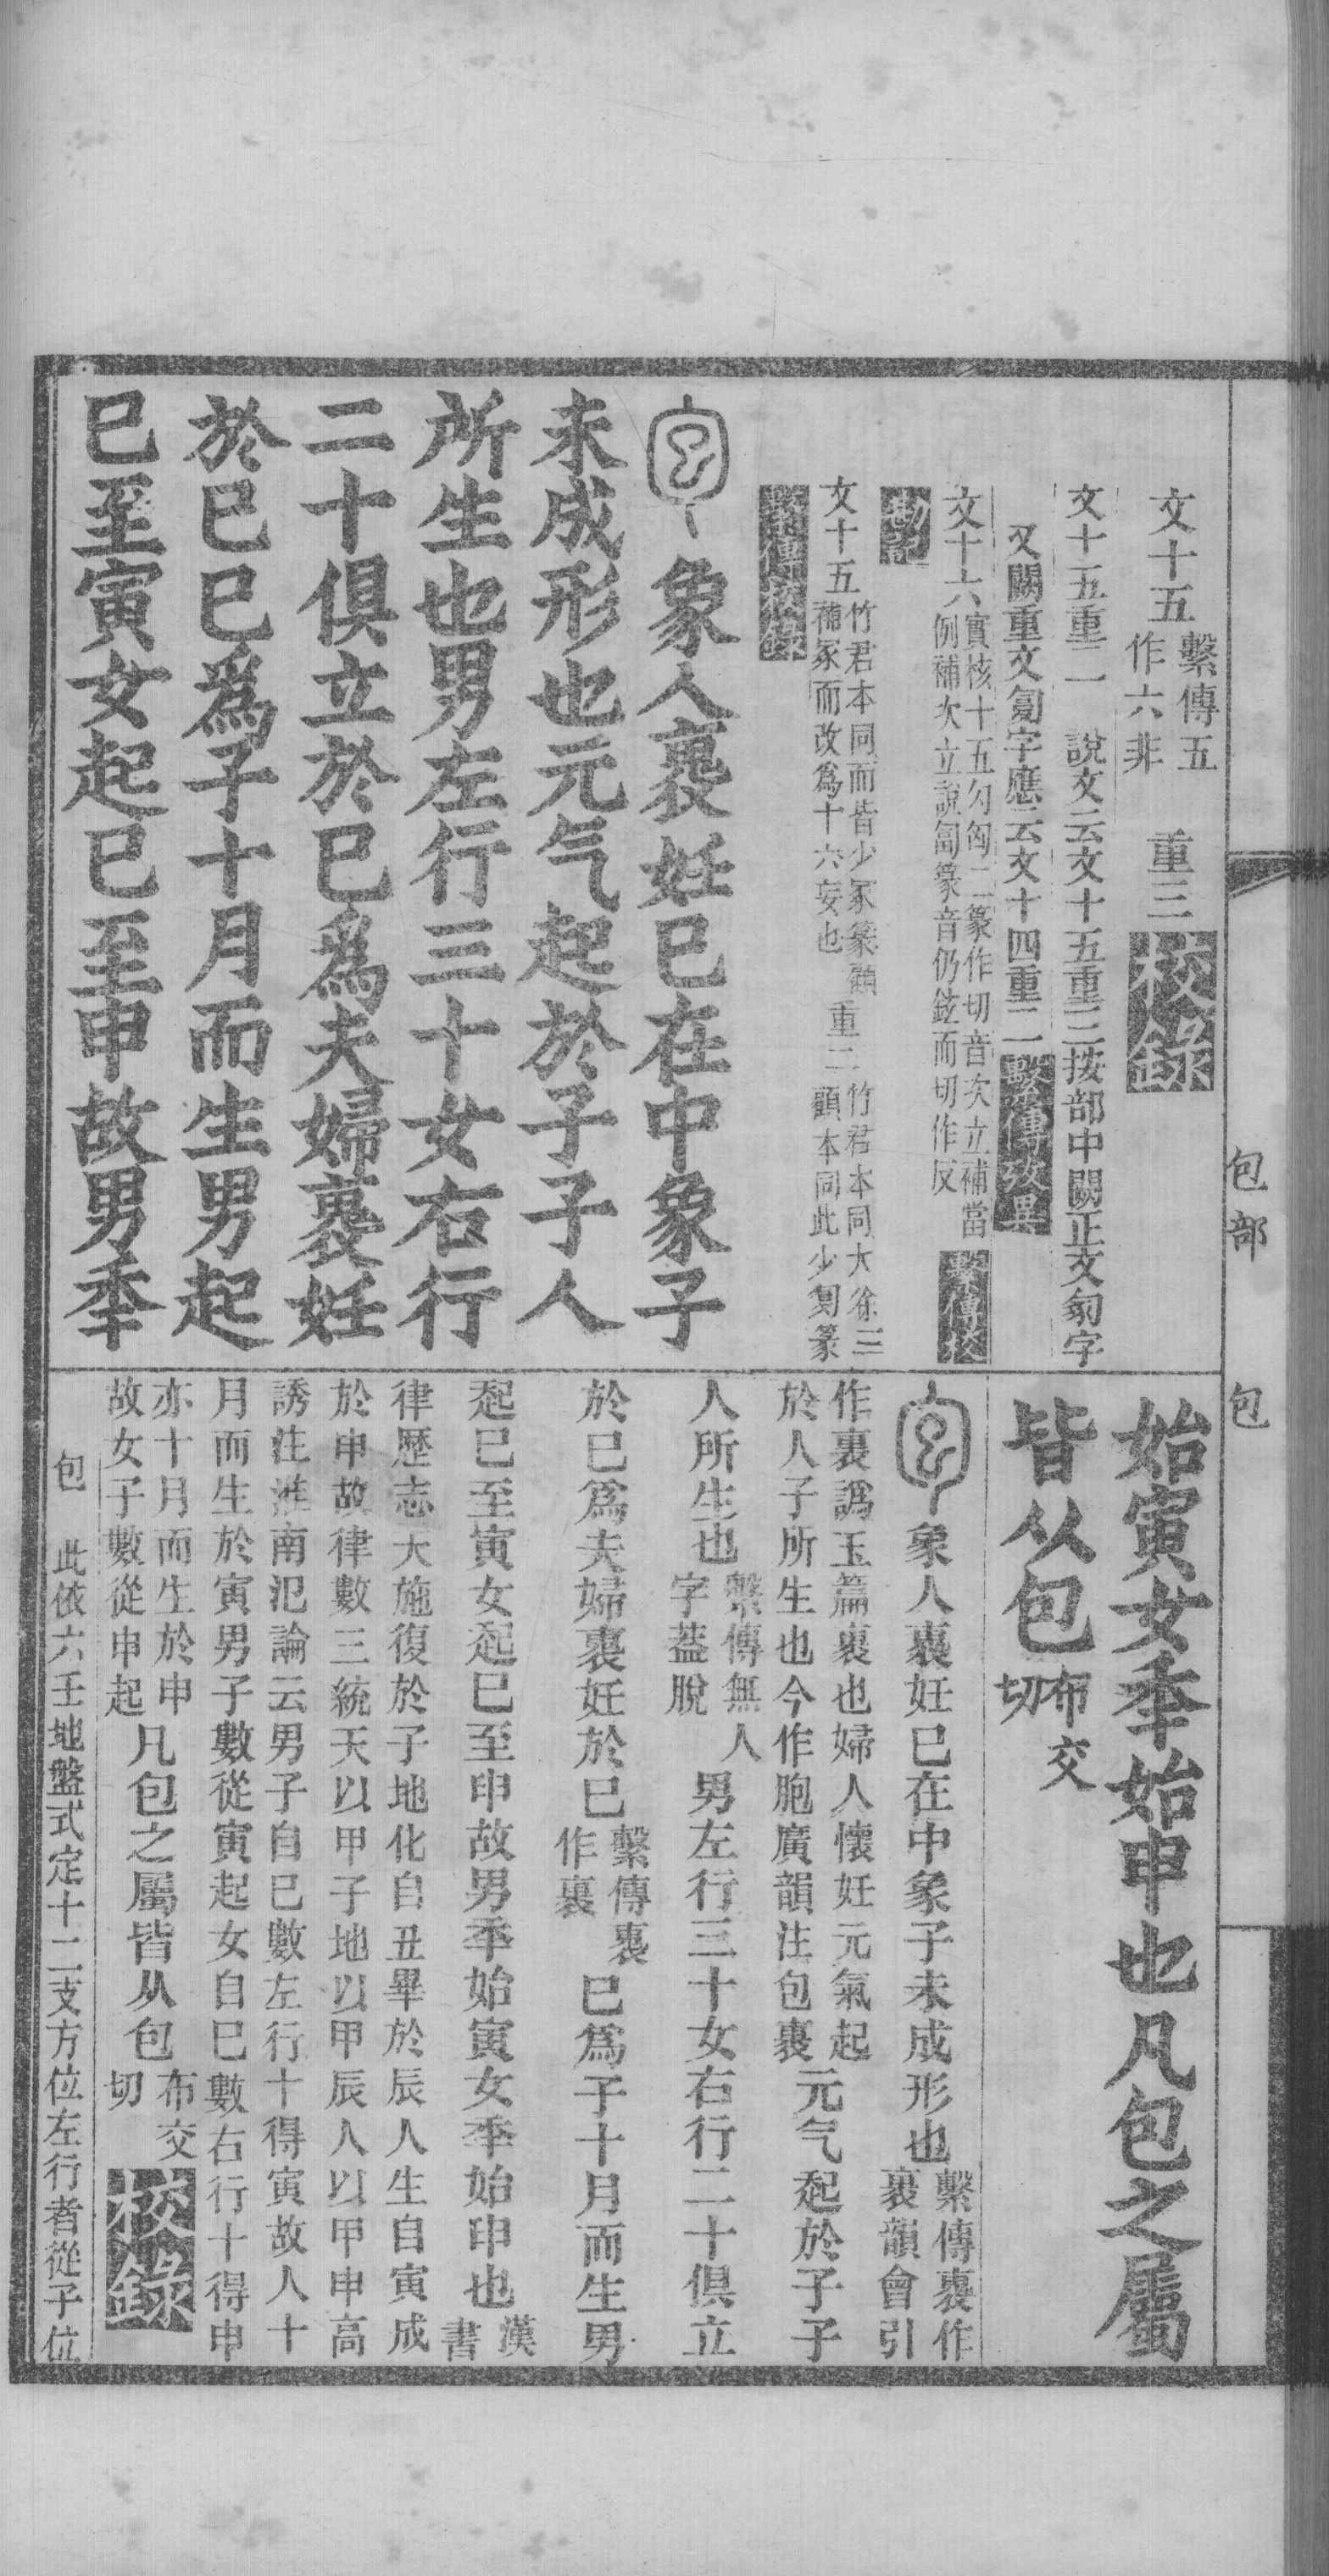 包部
包
文十五繫傳五作六非
重三校錄
文十五重二
說文云文十五重三按部中闕正文匈字
又闕重文匔字應云文十四重二繫傳攷異
文十六實核十五勾匈二篆作切音次立補當
例補次立說匔篆音仍鉉而切作反
繫傳校勘記
文十五竹君本同而皆少冢篆顧
補冢而改爲十六妄也
重二竹君本同大徐三
顧本同此少匔篆
繫傳校錄
象人裹妊巳在中象子
未成形也元气起於子子人
所生也男左行三十女右行
二十俱立於巳爲夫婦裹妊
於巳巳爲子十月而生男起
巳至寅女起巳至申故男秊
始寅女秊始申也凡包之屬
皆从包布交切
象人裹妊巳在中象子未成形也繫傳裹作
裹韻會引
作裏譌玉篇裹也婦人懷妊元氣起
於人子所生也今作胞廣韻注包裹
元气起於子子
人所生也繫傳無人
字葢脫
男左行三十女右行二十俱立
於巳爲夫婦裹妊於巳繫傳裹
作裏
巳爲子十月而生男
起巳至寅女起巳至申故男秊始寅女秊始申也漢
書
律歷志大施復於子地化自丑畢於辰人生自寅成
於申故律數三統天以甲子地以甲辰人以甲申高
誘注淮南氾論云男子自巳數左行十得寅故人十
月而生於寅男子數從寅起女自巳數右行十得申
亦十月而生於申
故女子數從申起
凡包之屬皆从包布交
切
校錄
包
此依六壬地盤式定十二支方位左行者從子位